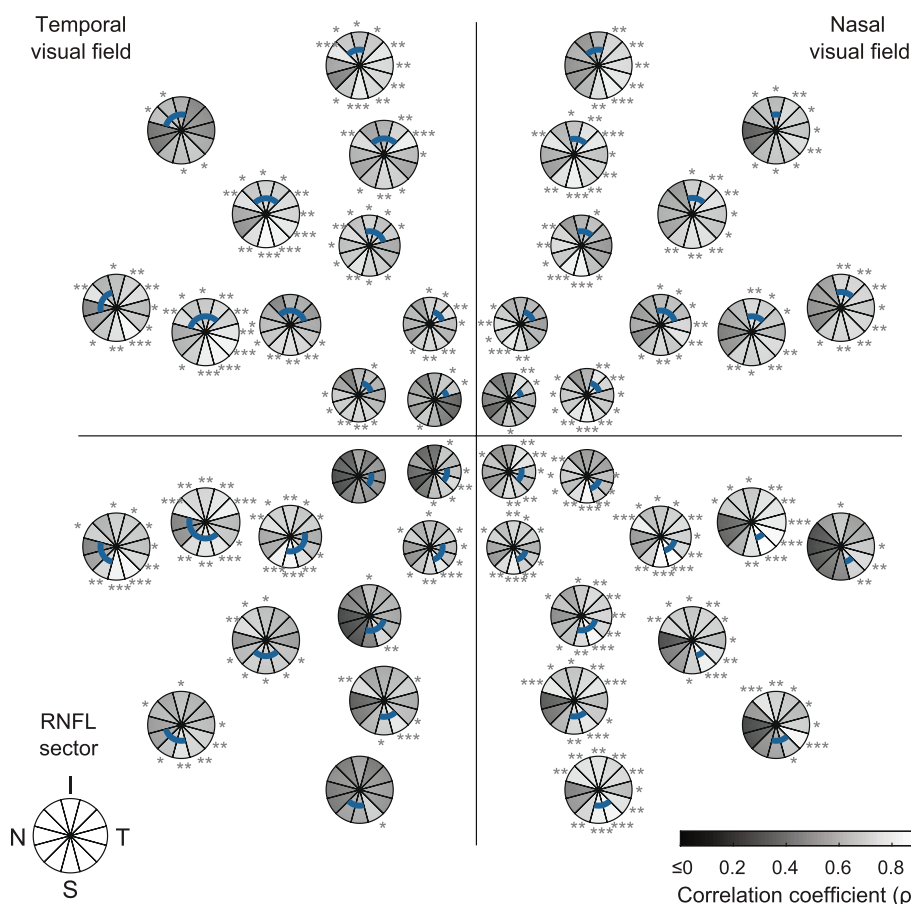 Temporal
visual field
Nasal
visual field
RNFL
sector
I
N
T
S
≤0 0.2 0.4 0.6 0.8
Correlation coefficient (ρ